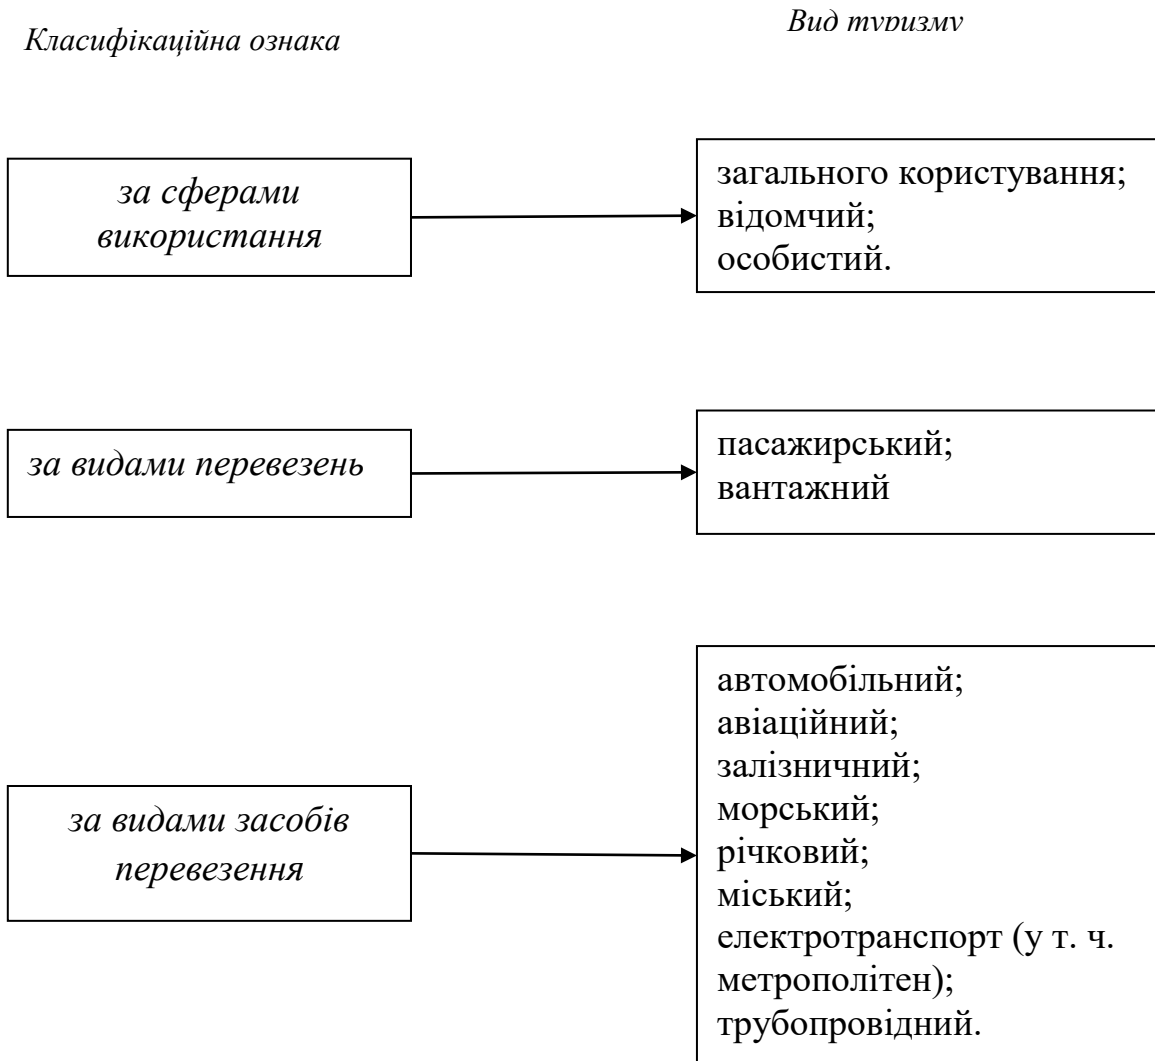 Класифікаційна ознака
Вид туризму
за сферами
використання
загального користування;
відомчий;
особистий.
за видами перевезень
пасажирський;
вантажний
за видами засобів
перевезення
автомобільний;
авіаційний;
залізничний;
морський;
річковий;
міський;
електротранспорт (у т. ч.
метрополітен);
трубопровідний.